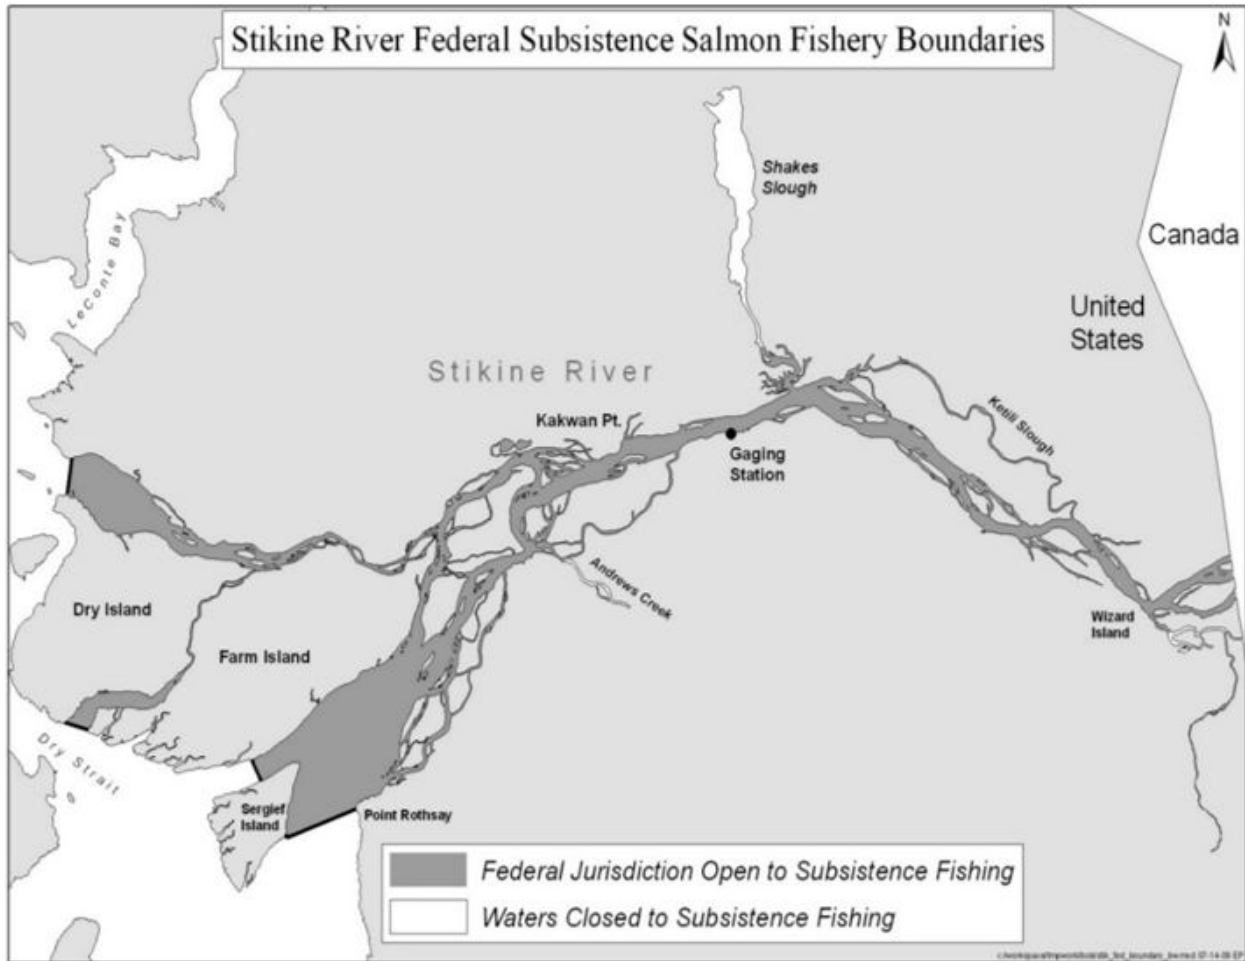 Stikine River Federal Subsistence Salmon Fishery Boundaries
N
Shakes
Slough
Canada
LeConte Bay
United
States
Stikine River
Kakwan Pt.
Ketili Slough
Gaging
Station
Andrews Creek
Dry Island
Wizard
Island
Farm Island
Dry Strait
Sergief
Island
Point Rothsay
Federal Jurisdiction Open to Subsistence Fishing
Waters Closed to Subsistence Fishing